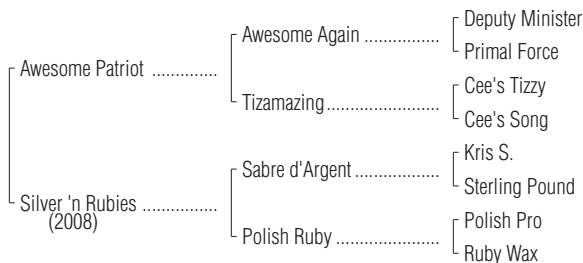 Deputy Minister
Awesome Again ..................
Primal Force
Awesome Patriot ..............
Cee's Tizzy
Tizamazing...........................
Cee's Song
Kris S.
Sabre d'Argent ...................
Sterling Pound
Silver 'n Rubies ................
(2008)
Polish Pro
Polish Ruby .........................
Ruby Wax